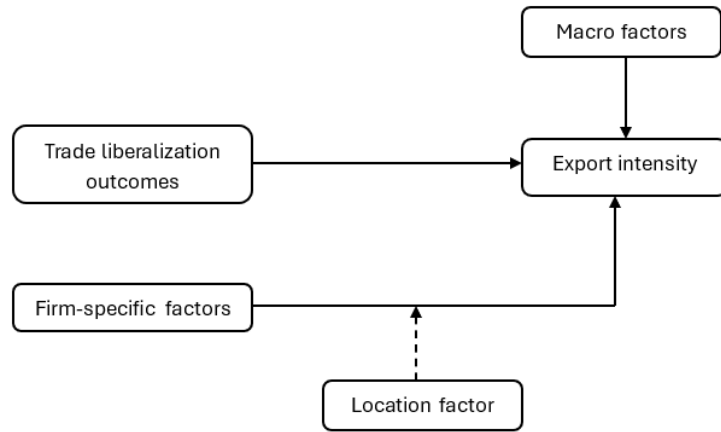 Macro factors
Trade liberalization
outcomes
Export intensity
Firm-specific factors
Location factor